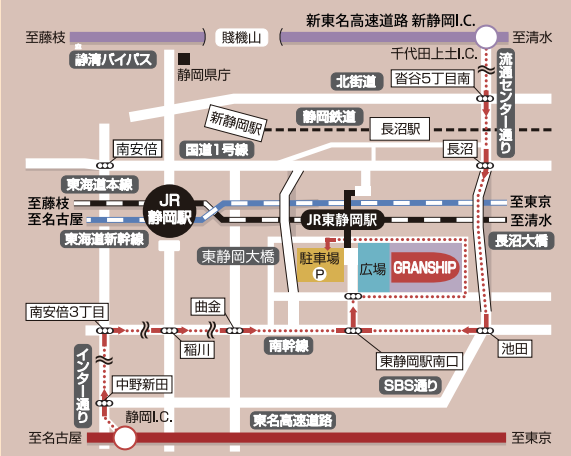 新東名高速道路 新静岡I.C.
至藤枝
賤機山
至清水
千代田上土I.C.
静清バイパス
静岡県庁
北街道
沓谷5丁目南
流通センター通り
新静岡駅
静岡鉄道
長沼駅
南安倍
国道1号線
長沼
東海道本線
JR
静岡駅
至藤枝
至東京
至名古屋
JR東静岡駅
至清水
東海道新幹線
長沼大橋
東静岡大橋
駐車場
P
広場
GRANSHIP
南安倍3丁目
曲金
稲川
南幹線
東静岡駅南口
池田
インター通り
中野新田
SBS通り
静岡I.C.
東名高速道路
至名古屋
至東京